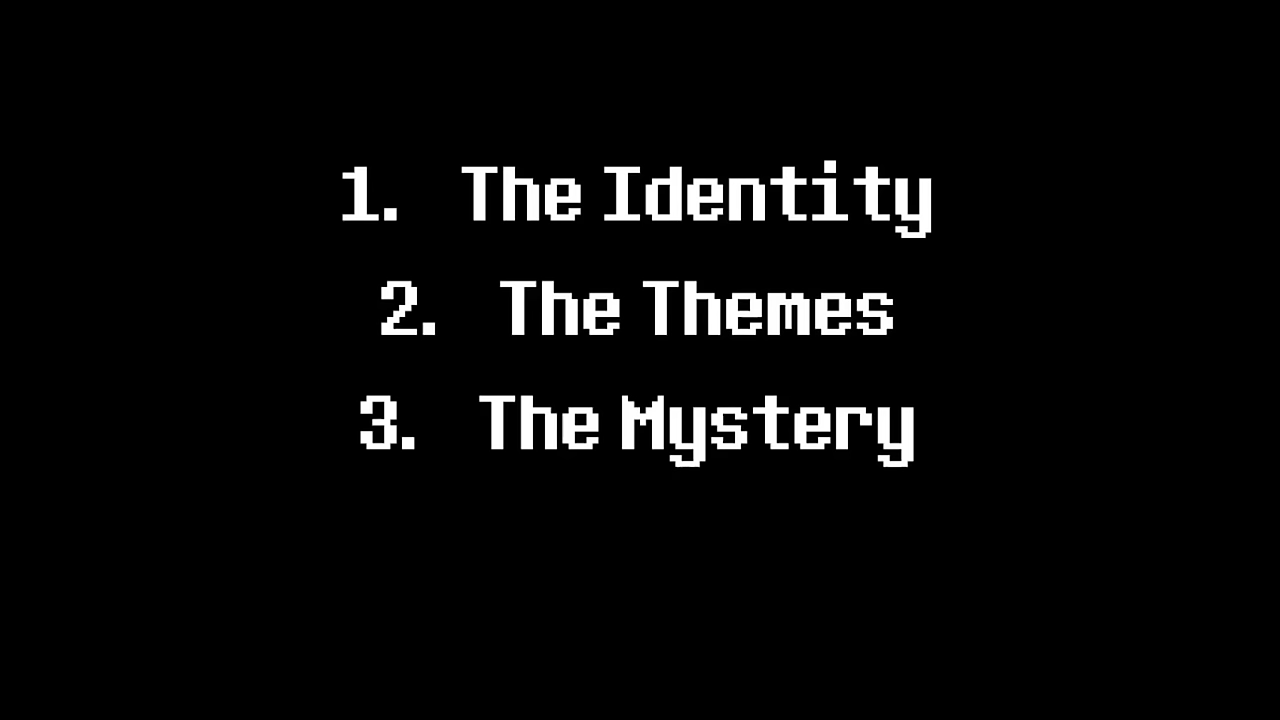 1. The Identity
2. The Themes
3. The Mystery